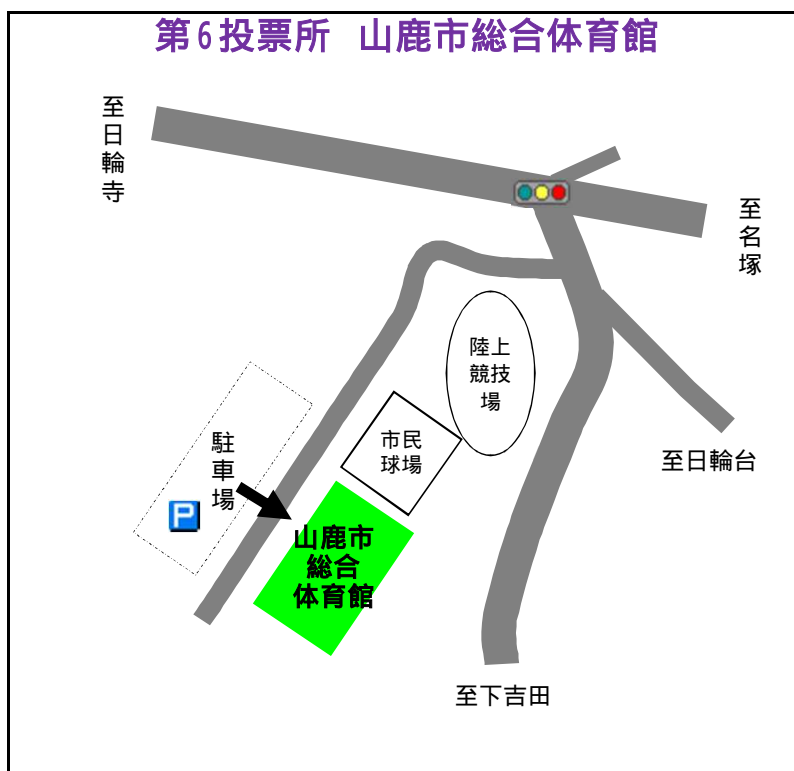 第6投票所 山鹿市総合体育館
至日輪寺
至名塚
陸上
競技
場
市民
球場
至日輪台
駐車場
P
山鹿市
総合
体育館
至下吉田